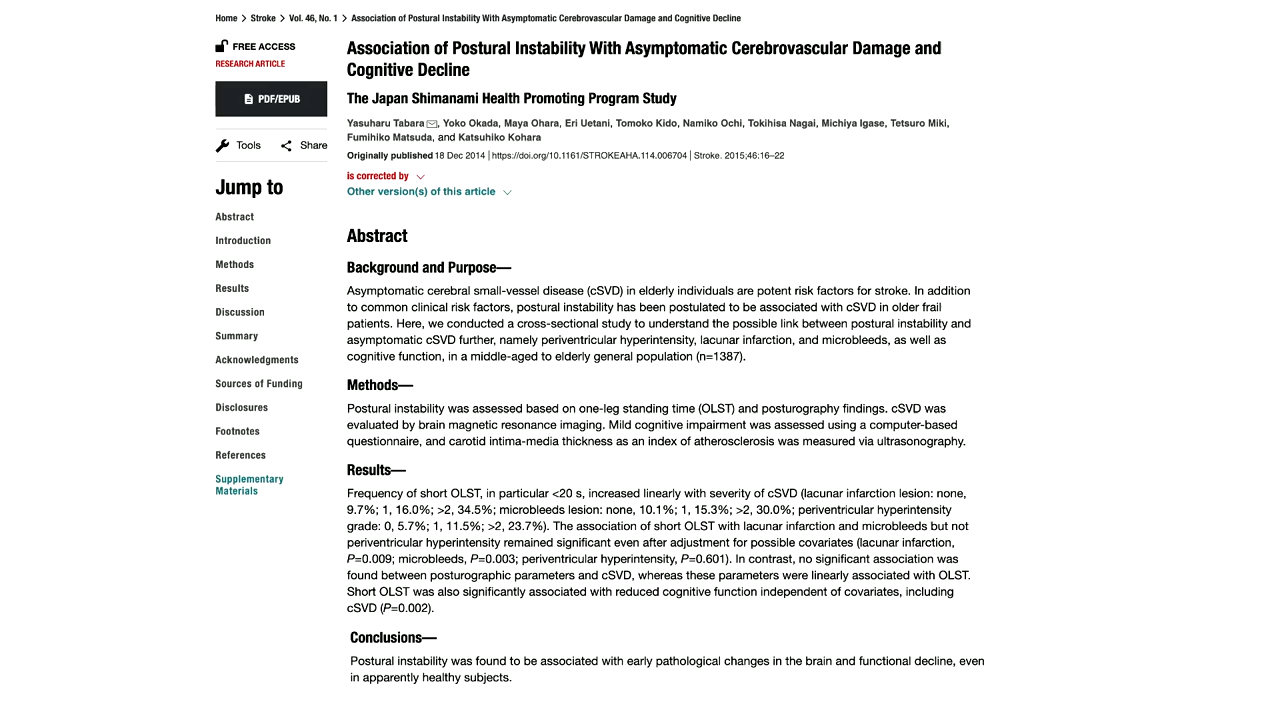 Home > Stroke > Vol. 46, No. 1 > Association of Postural Instability With Asymptomatic Cerebrovascular Damage and Cognitive Decline
FREE ACCESS
RESEARCH ARTICLE
PDF/EPUB
Tools
Share
Jump to
Abstract
Introduction
Methods
Results
Discussion
Summary
Acknowledgments
Sources of Funding
Disclosures
Footnotes
References
Supplementary
Materials
Association of Postural Instability With Asymptomatic Cerebrovascular Damage and
Cognitive Decline
The Japan Shimanami Health Promoting Program Study
Yasuharu Tabara, Yoko Okada, Maya Ohara, Eri Uetani, Tomoko Kido, Namiko Ochi, Tokihisa Nagai, Michiya Igase, Tetsuro Miki,
Fumihiko Matsuda, and Katsuhiko Kohara
Originally published 18 Dec 2014 | https://doi.org/10.1161/STROKEAHA.114.006704 | Stroke. 2015;46:16–22
is corrected by
Other version(s) of this article
Abstract
Background and Purpose—
Asymptomatic cerebral small-vessel disease (cSVD) in elderly individuals are potent risk factors for stroke. In addition
to common clinical risk factors, postural instability has been postulated to be associated with cSVD in older frail
patients. Here, we conducted a cross-sectional study to understand the possible link between postural instability and
asymptomatic cSVD further, namely periventricular hyperintensity, lacunar infarction, and microbleeds, as well as
cognitive function, in a middle-aged to elderly general population (n=1387).
Methods—
Postural instability was assessed based on one-leg standing time (OLST) and posturography findings. cSVD was
evaluated by brain magnetic resonance imaging. Mild cognitive impairment was assessed using a computer-based
questionnaire, and carotid intima-media thickness as an index of atherosclerosis was measured via ultrasonography.
Results—
Frequency of short OLST, in particular <20 s, increased linearly with severity of cSVD (lacunar infarction lesion: none,
9.7%; 1, 16.0%; >2, 34.5%; microbleeds lesion: none, 10.1%; 1, 15.3%; >2, 30.0%; periventricular hyperintensity
grade: 0, 5.7%; 1, 11.5%; >2, 23.7%). The association of short OLST with lacunar infarction and microbleeds but not
periventricular hyperintensity remained significant even after adjustment for possible covariates (lacunar infarction,
P=0.009; microbleeds, P=0.003; periventricular hyperintensity, P=0.601). In contrast, no significant association was
found between posturographic parameters and cSVD, whereas these parameters were linearly associated with OLST.
Short OLST was also significantly associated with reduced cognitive function independent of covariates, including
cSVD (P=0.002).
Conclusions—
Postural instability was found to be associated with early pathological changes in the brain and functional decline, even
in apparently healthy subjects.